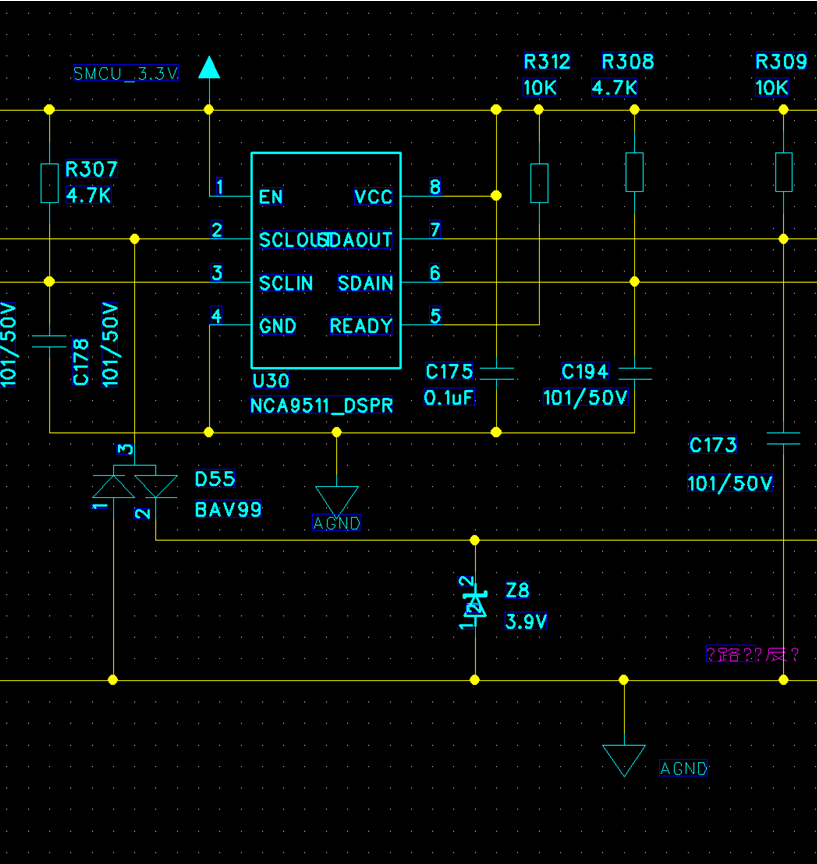 SMCU_3.3V
R312
R308
R309
10K
4.7K
10K
R307
4.7K
1
EN
VCC
8
2
SCLOUT
SDAOUT
7
3
SCLIN
SDAIN
6
4
GND
READY
5
101/50V
C178
101/50V
U30
NCA9511_DSPR
C175
0.1uF
C194
101/50V
C173
101/50V
3
D55
BAV99
1
2
AGND
2
Z8
3.9V
1
?路??反?
AGND